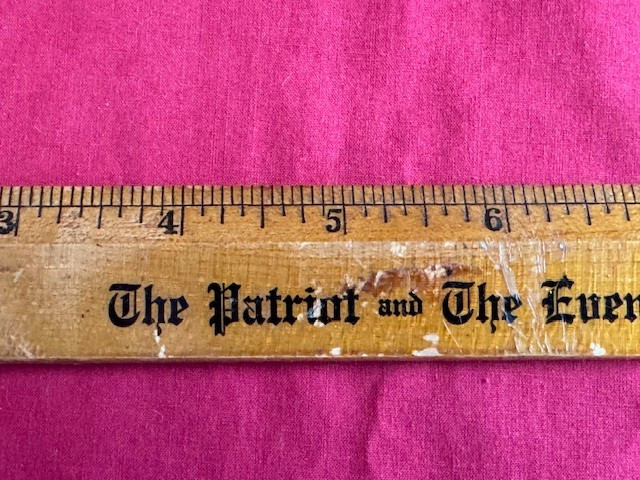 3 4 5 6
The Patriot and The Even